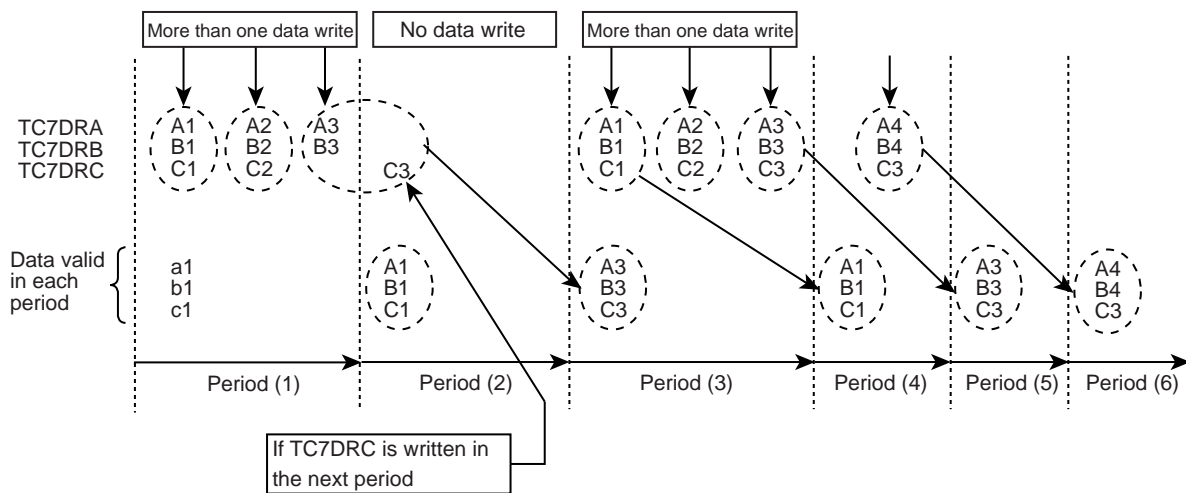 More than one data write
No data write
More than one data write
TC7DRA
TC7DRB
TC7DRC
A1
B1
C1
A2
B2
C2
A3
B3
C3
A1
B1
C1
A2
B2
C2
A3
B3
C3
A4
B4
C3
Data valid
in each
period
a1
b1
c1
A1
B1
C1
A3
B3
C3
A1
B1
C1
A3
B3
C3
A4
B4
C3
Period (1)
Period (2)
Period (3)
Period (4)
Period (5)
Period (6)
If TC7DRC is written in
the next period